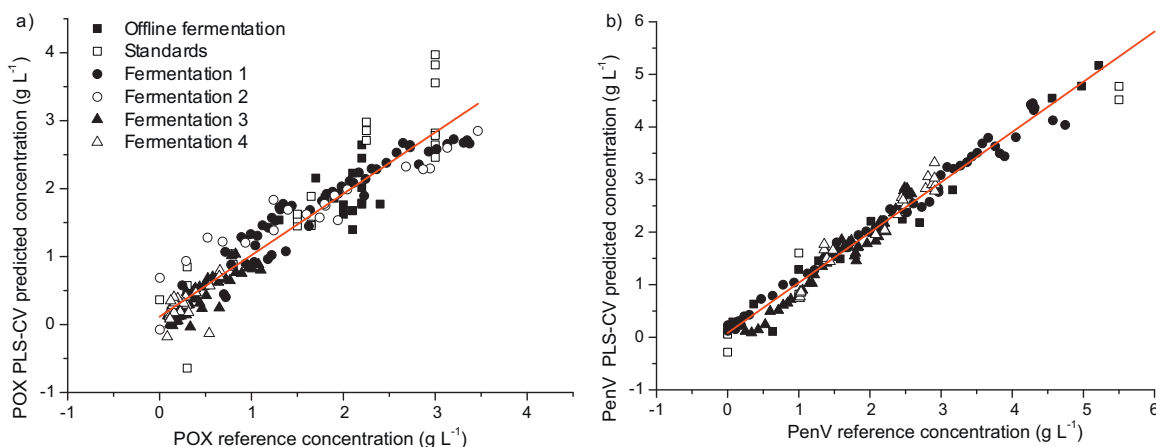 a)
Offline fermentation
Standards
Fermentation 1
Fermentation 2
Fermentation 3
Fermentation 4
4
3
2
1
0
-1
-1 0 1 2 3 4
POX PLS-CV predicted concentration (g L⁻¹)
POX reference concentration (g L⁻¹)
b)
6
5
4
3
2
1
0
-1
-1 0 1 2 3 4 5 6
PenV PLS-CV predicted concentration (g L⁻¹)
PenV reference concentration (g L⁻¹)